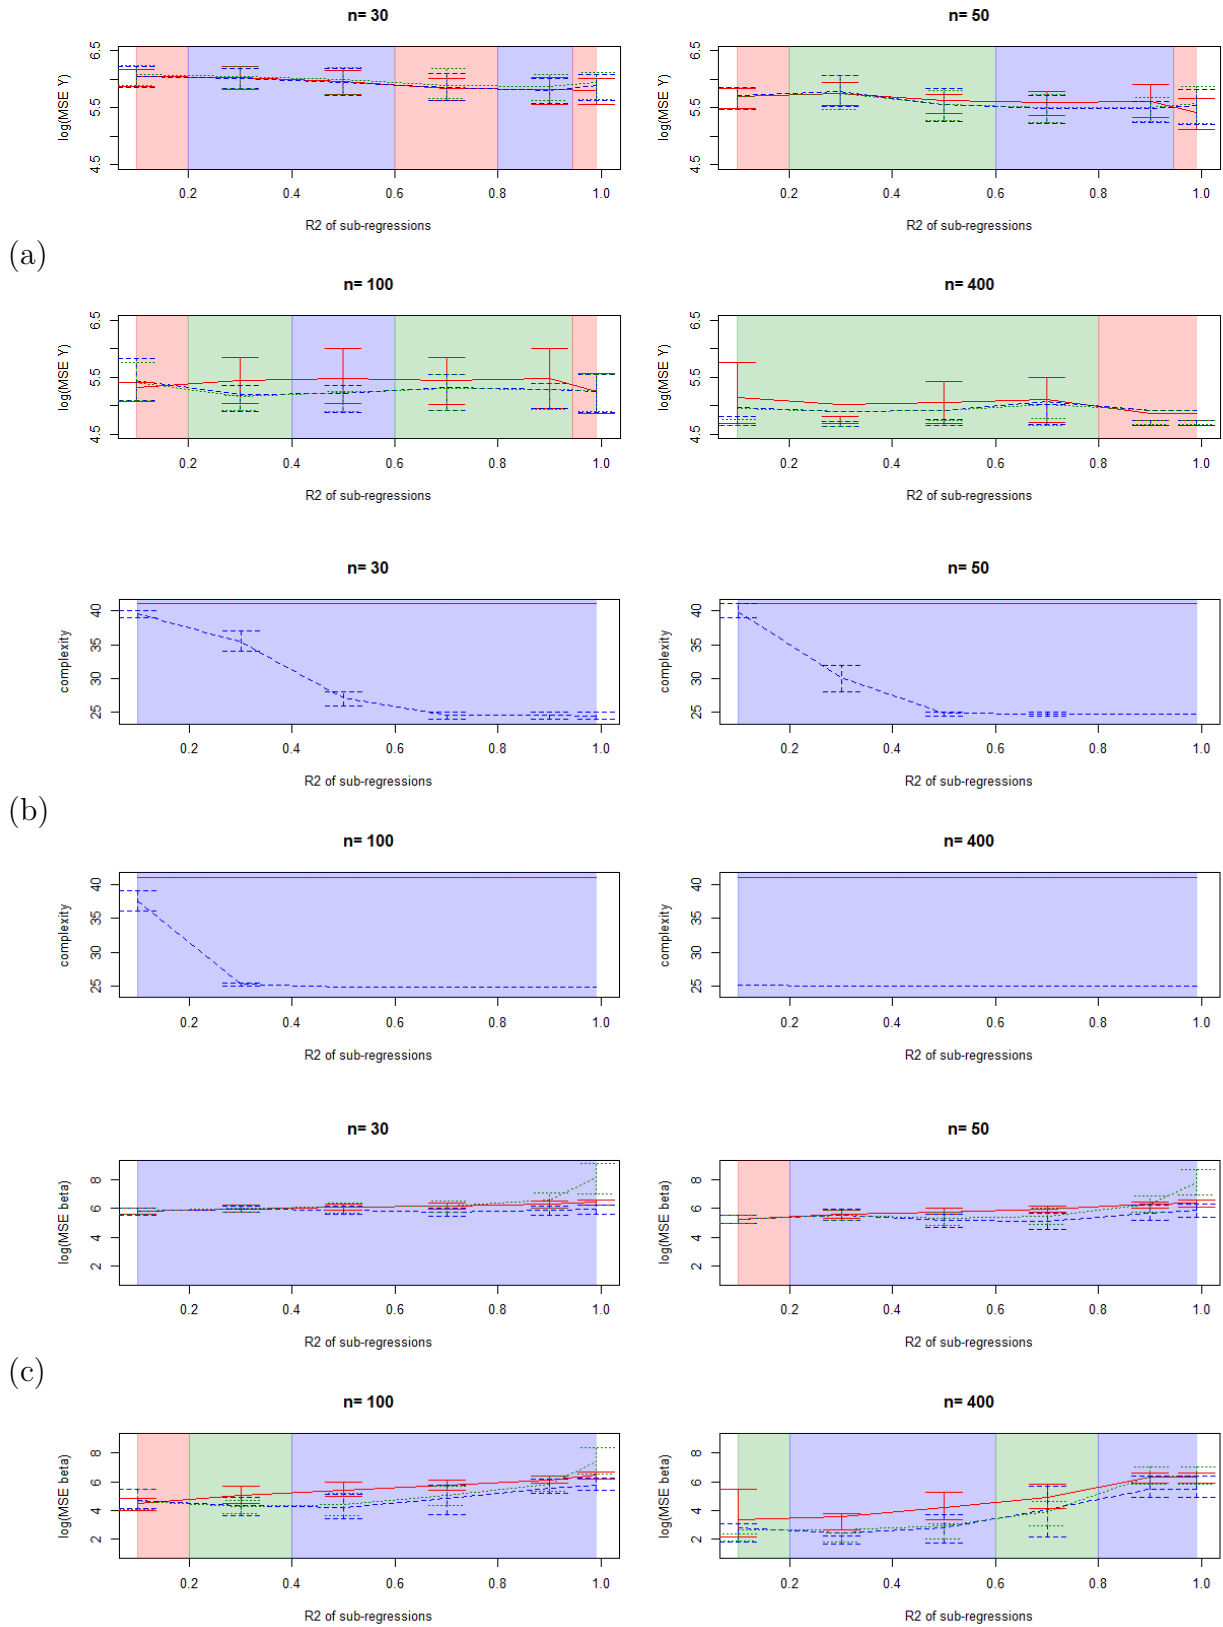 n= 30
log(MSE Y)
4.5 5.5 6.5
0.2 0.4 0.6 0.8 1.0
R2 of sub-regressions
n= 50
log(MSE Y)
4.5 5.5 6.5
0.2 0.4 0.6 0.8 1.0
R2 of sub-regressions
(a)
n= 100
log(MSE Y)
4.5 5.5 6.5
0.2 0.4 0.6 0.8 1.0
R2 of sub-regressions
n= 400
log(MSE Y)
4.5 5.5 6.5
0.2 0.4 0.6 0.8 1.0
R2 of sub-regressions
n= 30
complexity
25 30 35 40
0.2 0.4 0.6 0.8 1.0
R2 of sub-regressions
n= 50
complexity
25 30 35 40
0.2 0.4 0.6 0.8 1.0
R2 of sub-regressions
(b)
n= 100
complexity
25 30 35 40
0.2 0.4 0.6 0.8 1.0
R2 of sub-regressions
n= 400
complexity
25 30 35 40
0.2 0.4 0.6 0.8 1.0
R2 of sub-regressions
n= 30
log(MSE beta)
2 4 6 8
0.2 0.4 0.6 0.8 1.0
R2 of sub-regressions
n= 50
log(MSE beta)
2 4 6 8
0.2 0.4 0.6 0.8 1.0
R2 of sub-regressions
(c)
n= 100
log(MSE beta)
2 4 6 8
0.2 0.4 0.6 0.8 1.0
R2 of sub-regressions
n= 400
log(MSE beta)
2 4 6 8
0.2 0.4 0.6 0.8 1.0
R2 of sub-regressions